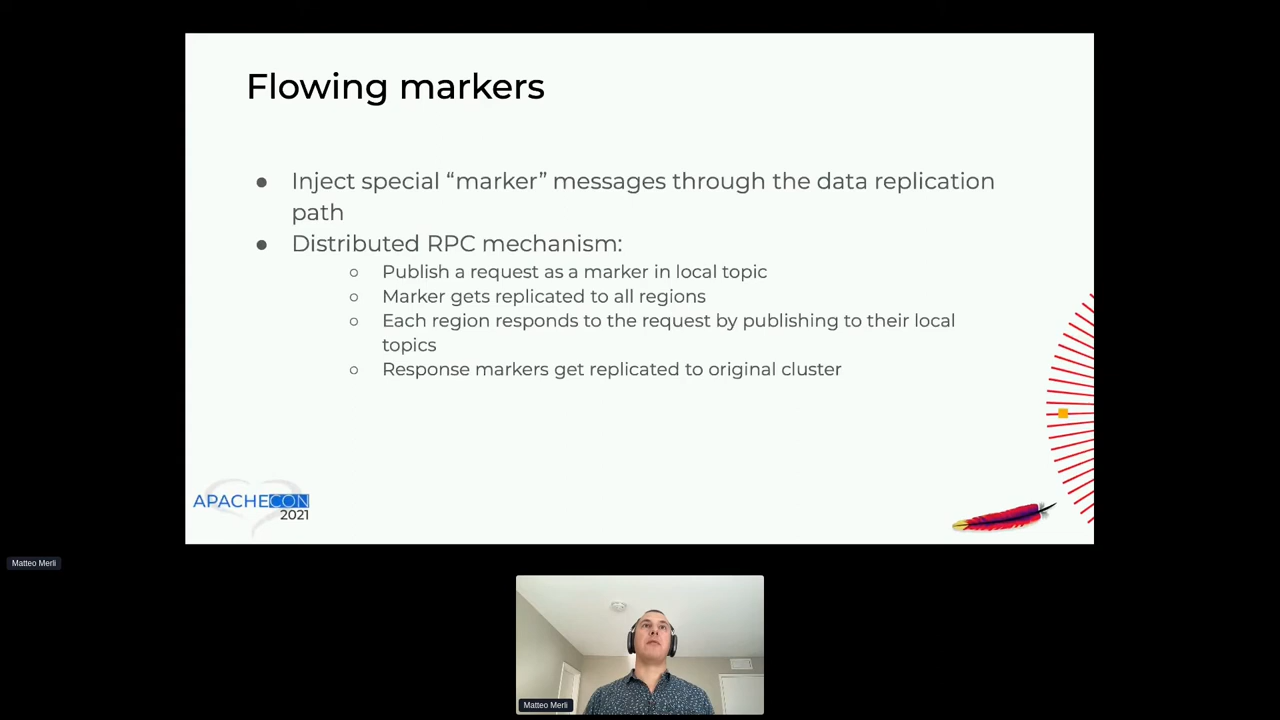 Flowing markers
● Inject special “marker” messages through the data replication
path
● Distributed RPC mechanism:
○ Publish a request as a marker in local topic
○ Marker gets replicated to all regions
○ Each region responds to the request by publishing to their local
topics
○ Response markers get replicated to original cluster
APACHECON
2021
Matteo Merli
Matteo Merli